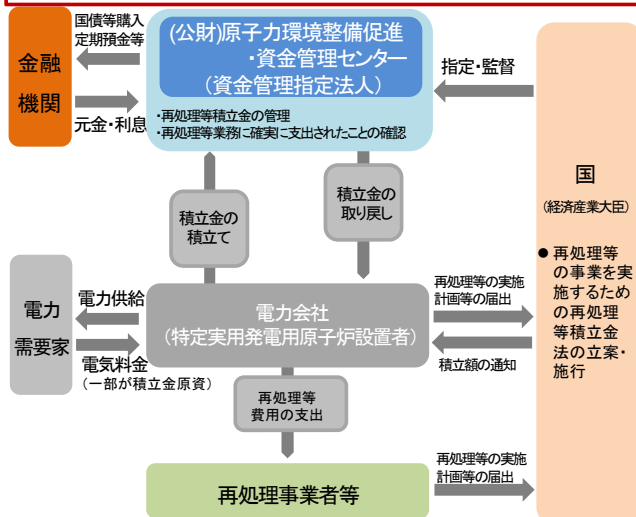 国債等購入
定期預金等
金融
機関
元金・利息
(公財)原子力環境整備促進
・資金管理センター
(資金管理指定法人)
・再処理等積立金の管理
・再処理等業務に確実に支出されたことの確認
指定・監督
国
(経済産業大臣)
● 再処理等
の事業を実
施するため
の再処理
等積立金
法の立案・
施行
積立金の
積立て
積立金の
取り戻し
電力
需要家
電力供給
電気料金
(一部が積立金原資)
電力会社
(特定実用発電用原子炉設置者)
再処理等の実施
計画等の届出
積立額の通知
再処理等
費用の支出
再処理事業者等
再処理等の実施
計画等の届出